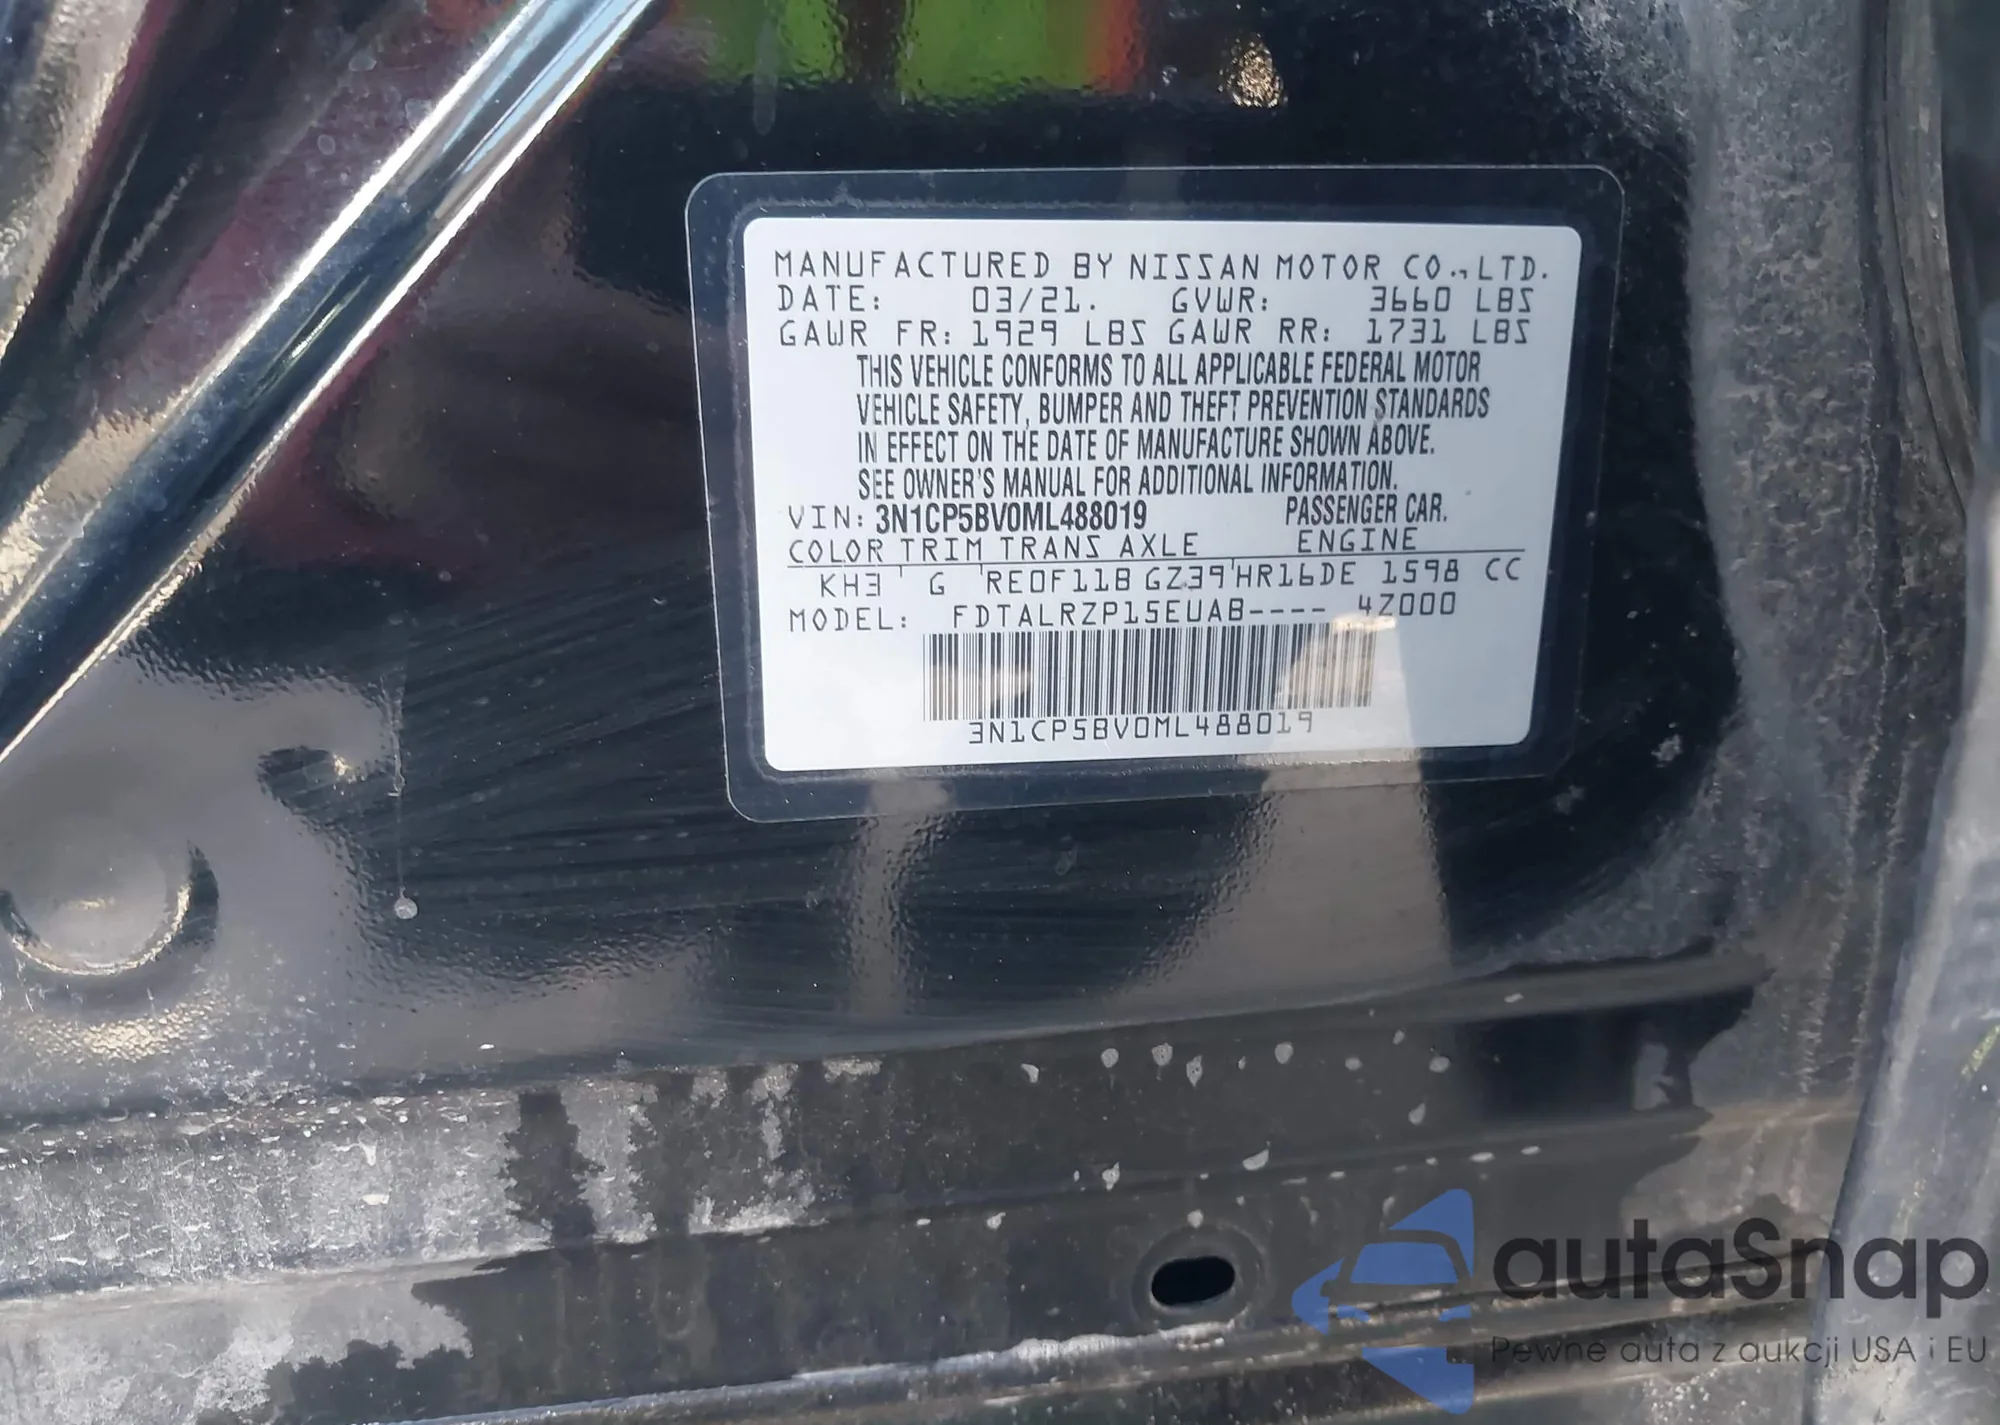 MANUFACTURED BY NISSAN MOTOR CO., LTD.
DATE: 03/21. GVWR: 3660 LBS
GAWR FR: 1929 LBS GAWR RR: 1731 LBS
THIS VEHICLE CONFORMS TO ALL APPLICABLE FEDERAL MOTOR
VEHICLE SAFETY, BUMPER AND THEFT PREVENTION STANDARDS
IN EFFECT ON THE DATE OF MANUFACTURE SHOWN ABOVE.
SEE OWNER'S MANUAL FOR ADDITIONAL INFORMATION.
VIN: 3N1CP5BV0ML488019 PASSENGER CAR.
COLOR TRIM TRANS AXLE ENGINE
KH3 G RE0F11B GZ39 HR16DE 1598 CC
MODEL: FDTALRZP15EUAB---- 4Z000
3N1CP5BV0ML488019
autaSnap
Pewne auta z aukcji USA i EU